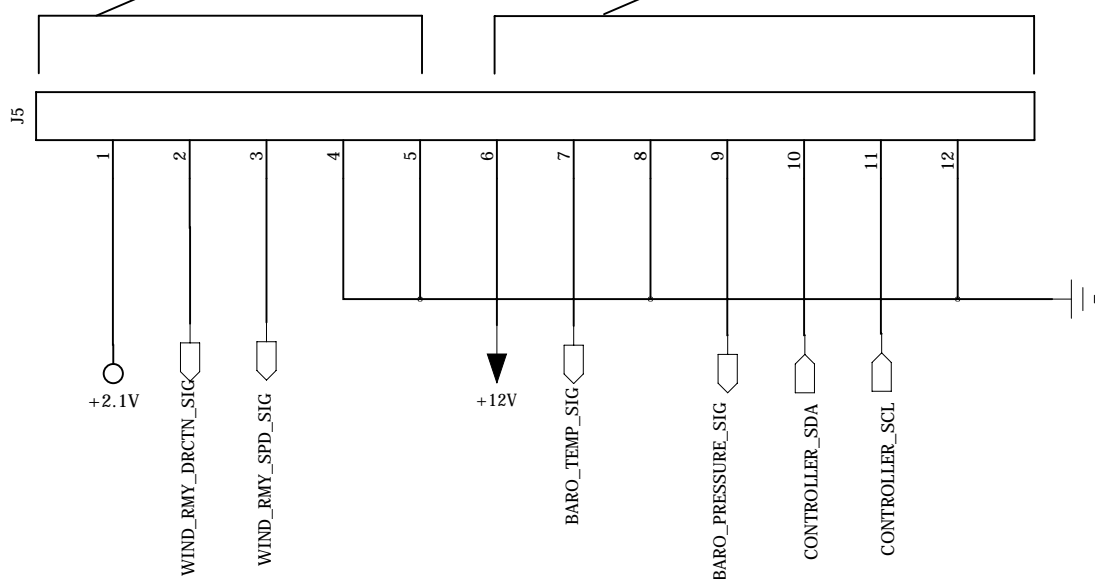 J5
1
2
3
4
5
6
7
8
9
10
11
12
+2.1V
WIND_RMY_DRCTN_SIG
WIND_RMY_SPD_SIG
+12V
BARO_TEMP_SIG
BARO_PRESSURE_SIG
CONTROLLER_SDA
CONTROLLER_SCL